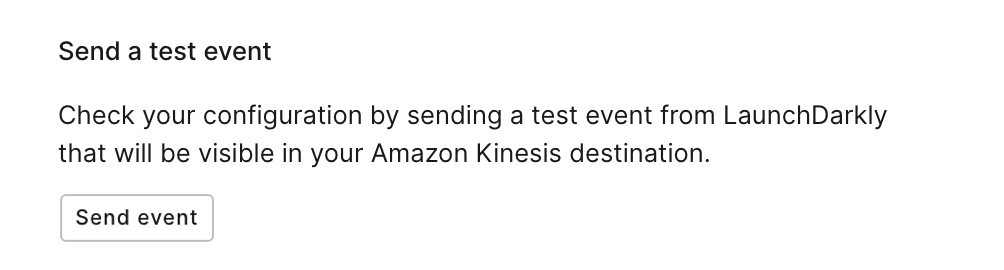 Send a test event
Check your configuration by sending a test event from LaunchDarkly
that will be visible in your Amazon Kinesis destination.
Send event